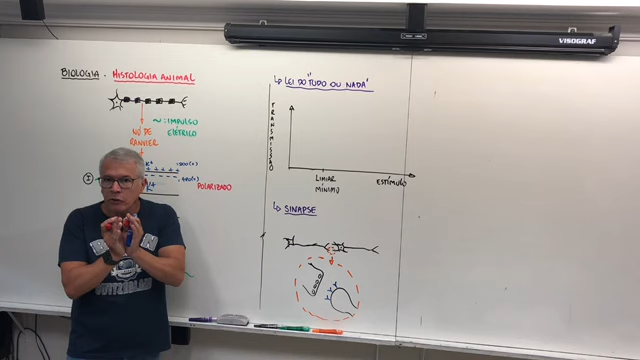 BIOLOGIA - HISTOLOGIA ANIMAL
~ : IMPULSO
ELÉTRICO
NÓ DE
RANVIER
K+
+ + + + +
POLARIZADO
I
↳ LEI DO "TUDO OU NADA"
TRANSMISSÃO
LIMIAR
MÍNIMO
ESTÍMULO
↳ SINAPSE
VISOGRAF
SWITZERLAND